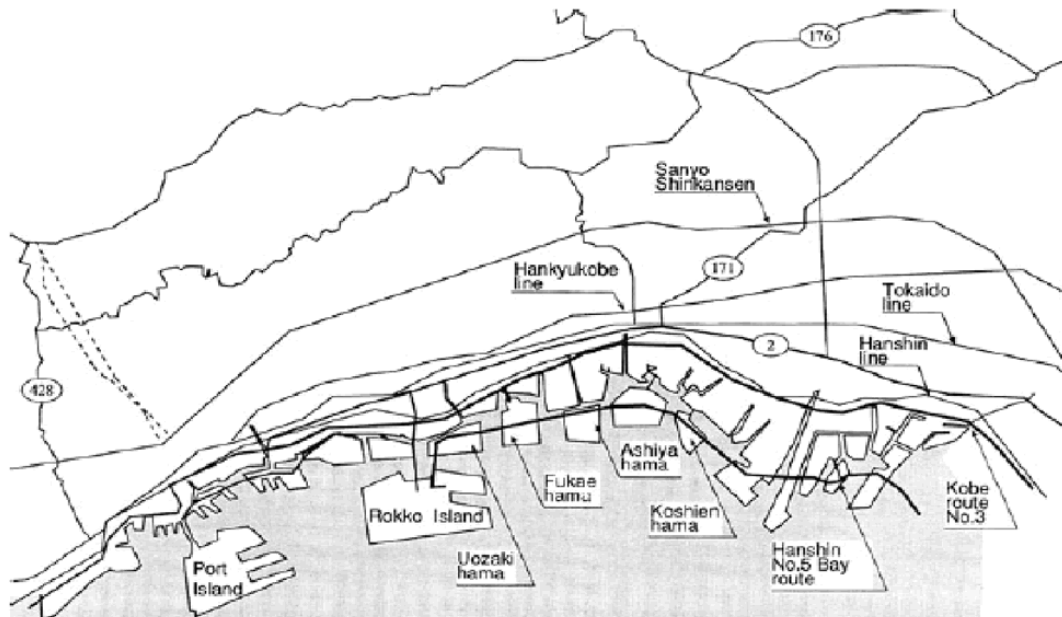 176
Sanyo
Shinkansen
171
Hankyukobe
line
Tokaido
line
2
Hanshin
line
428
Ashiya
hama
Fukae
hama
Koshien
hama
Kobe
route
No.3
Rokko Island
Uozaki
hama
Hanshin
No.5 Bay
route
Port
Island